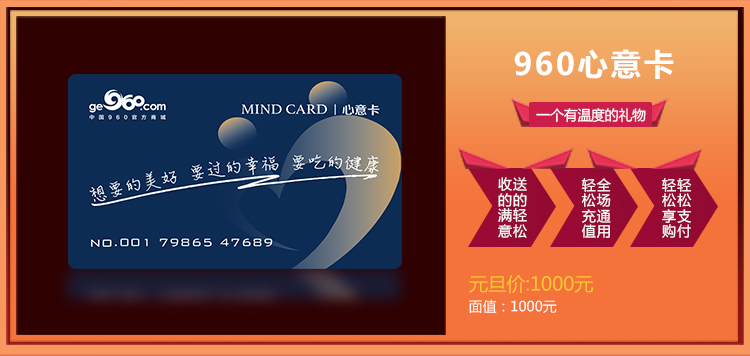 ge960.com
中国960官方商城
MIND CARD | 心意卡
想要的美好 要过的幸福 要吃的健康
NO.001 79865 47689
960心意卡
一个有温度的礼物
送的轻松
收的满意
全场通用
轻松充值
轻松支付
轻松享购
元旦价:1000元
面值：1000元